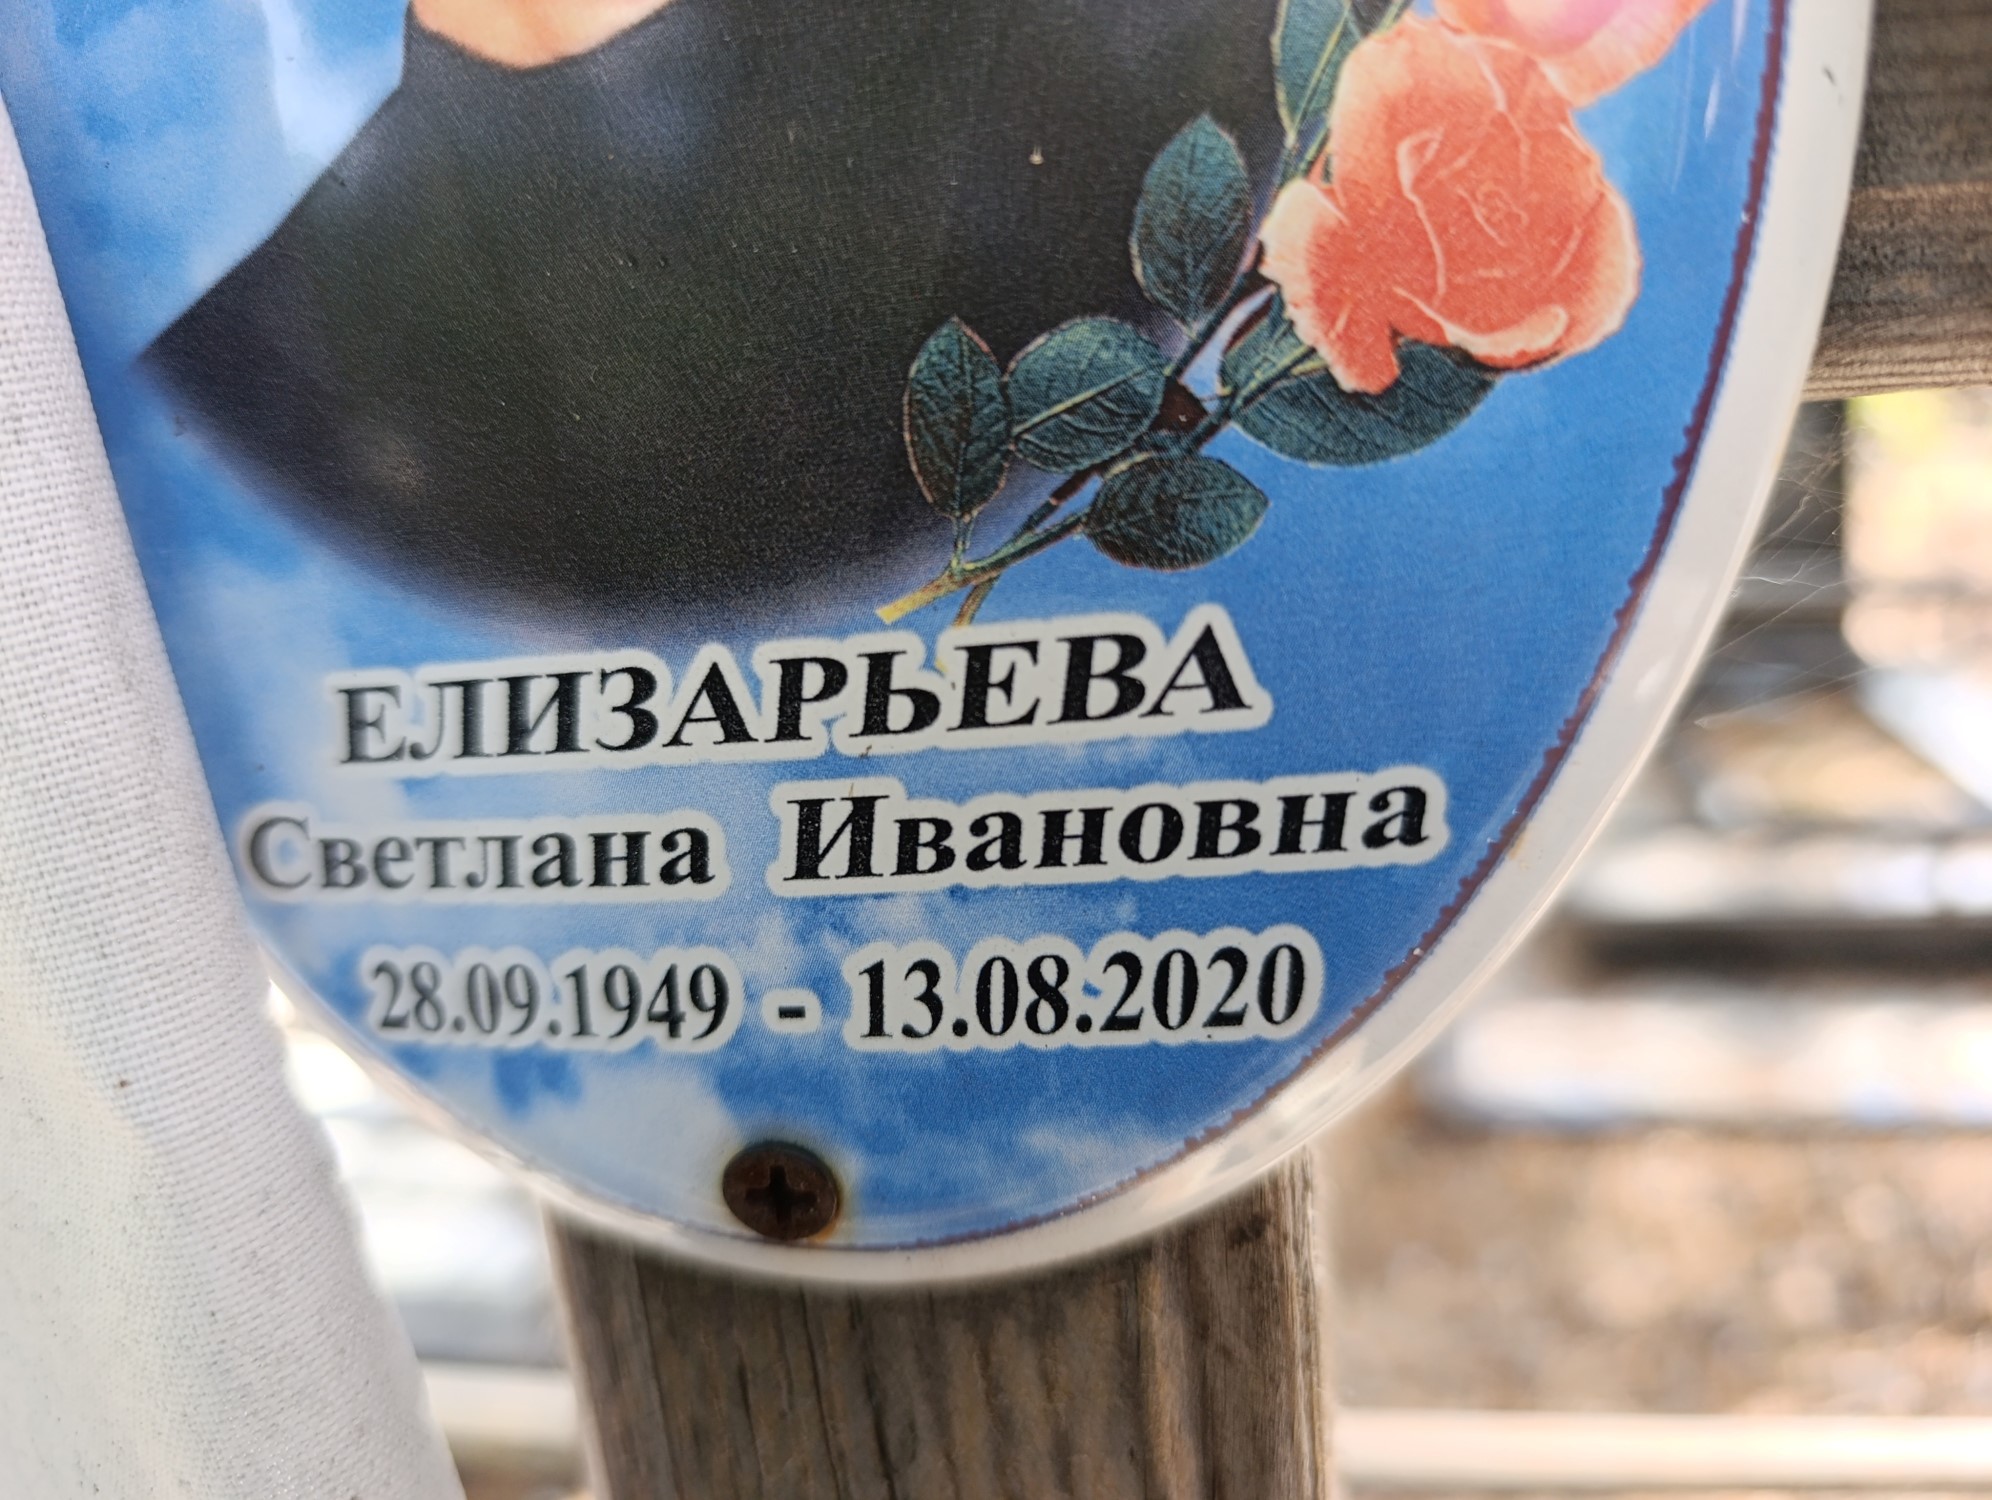 ЕЛИЗАРЬЕВА
Светлана Ивановна
28.09.1949 - 13.08.2020